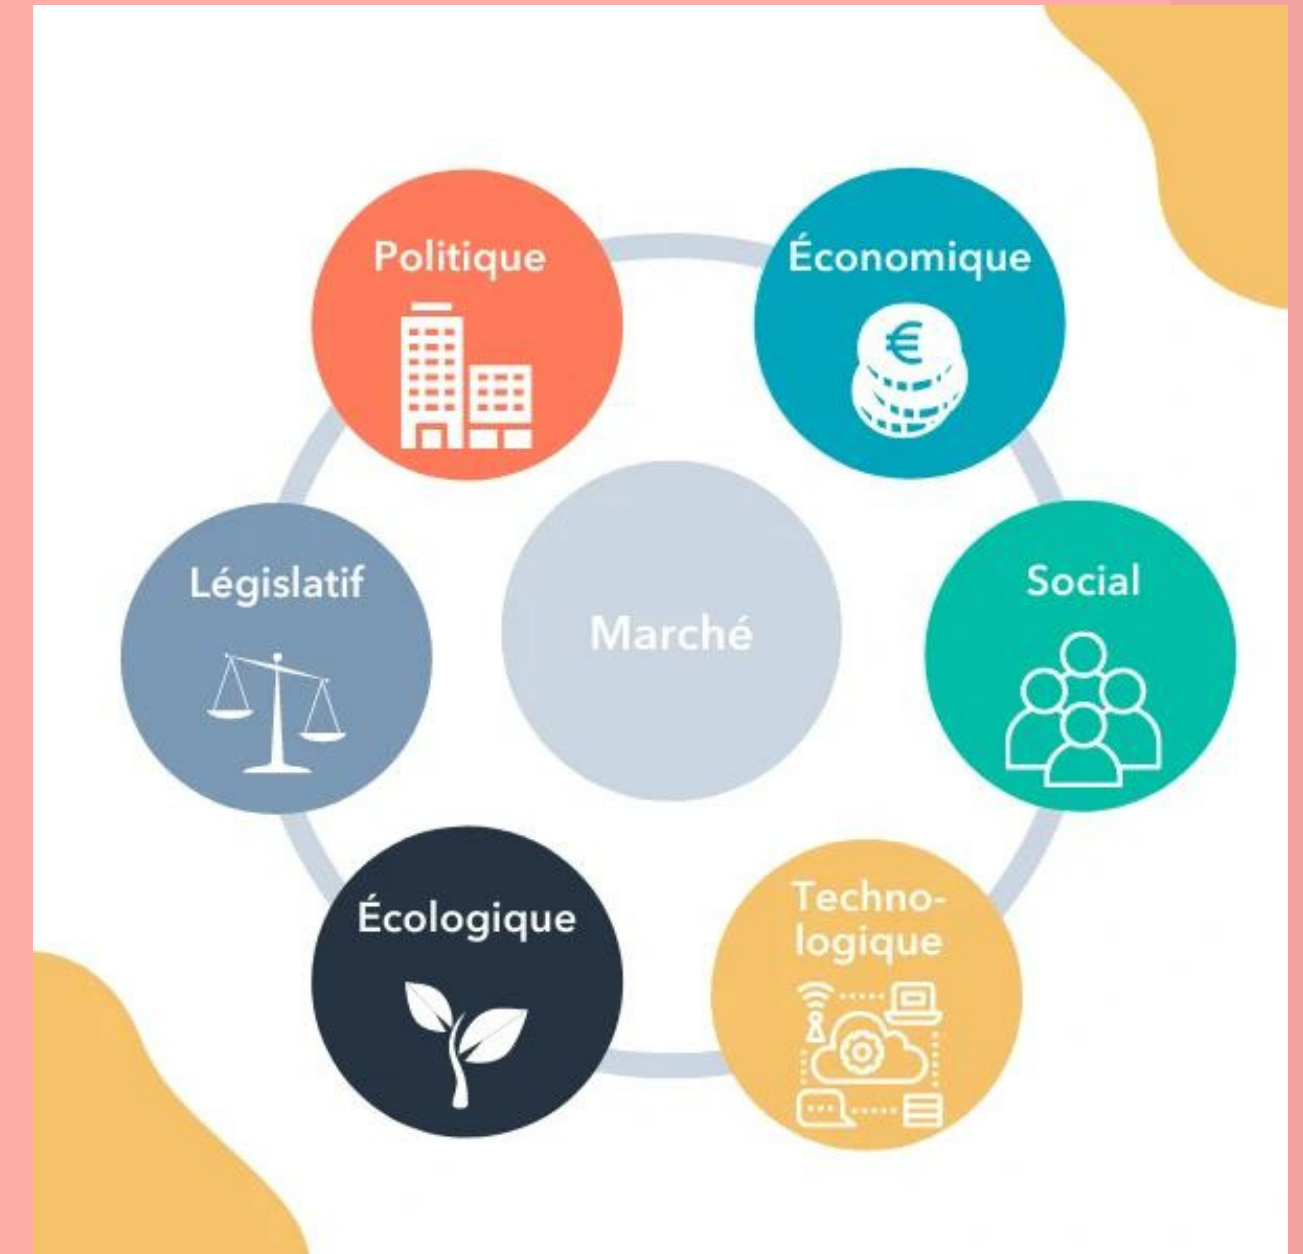 Politique
Économique
Législatif
Social
Marché
Écologique
Techno-
logique
€